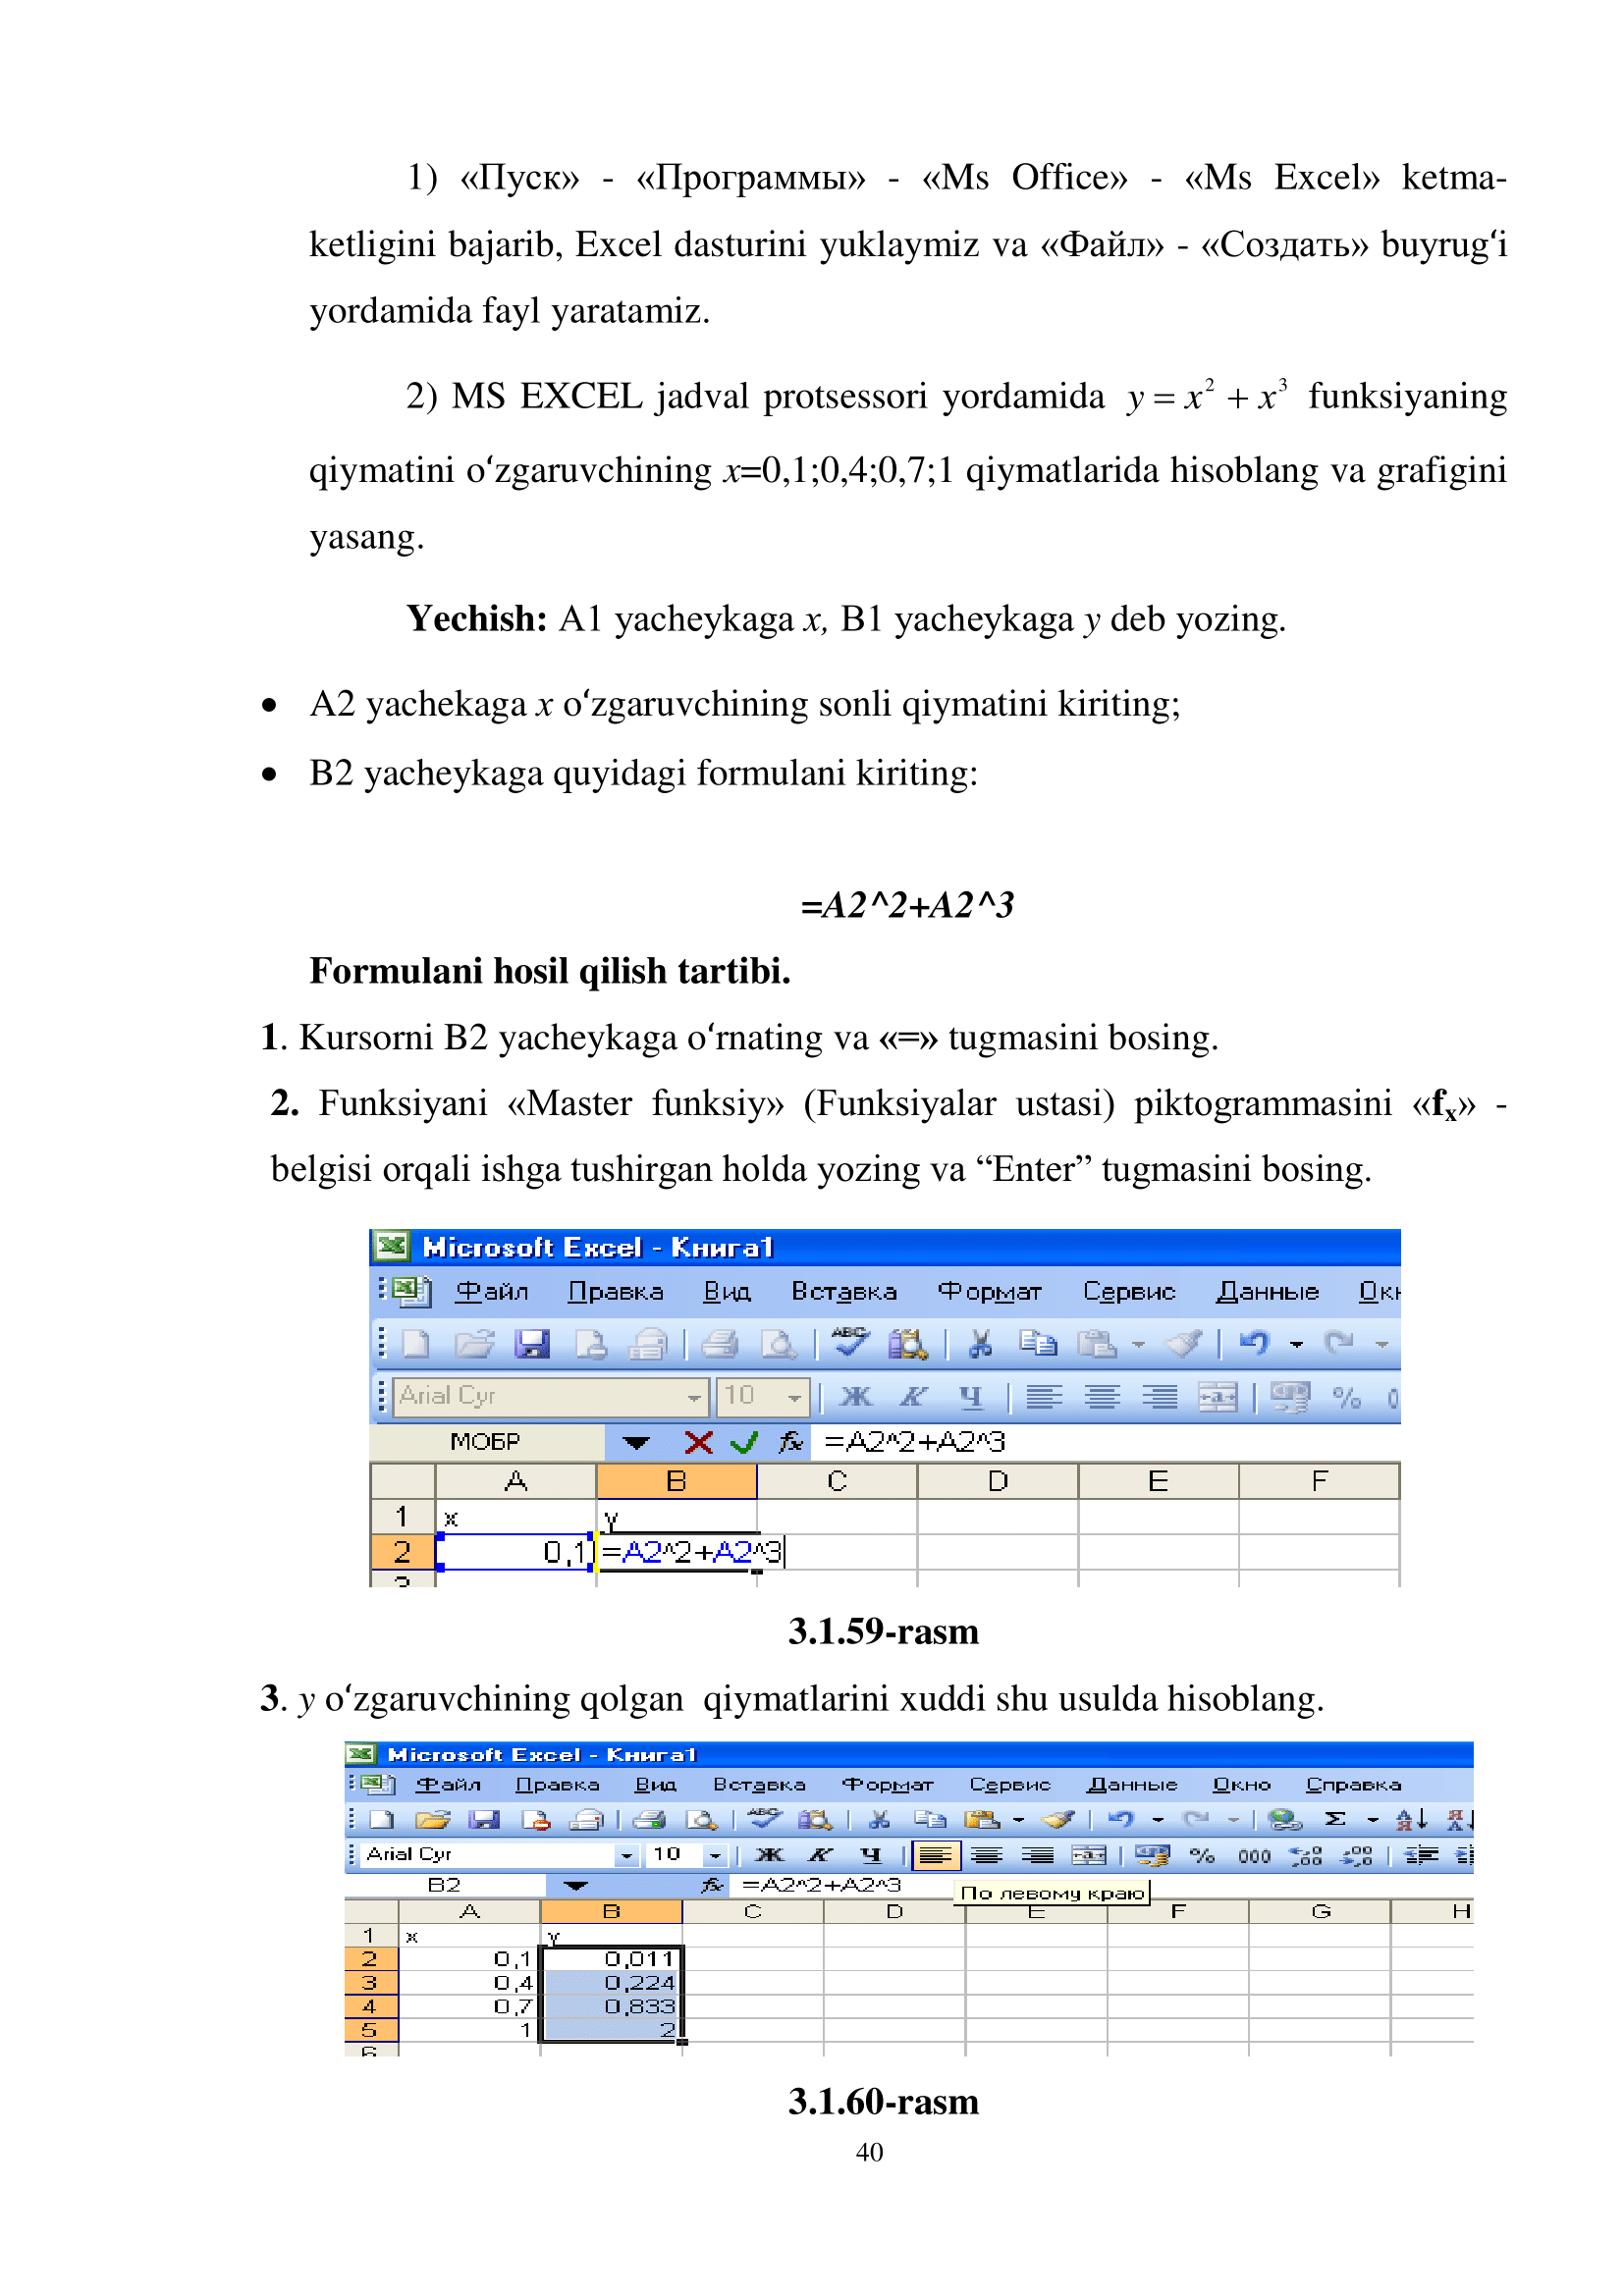 1) «Пуск» - «Программы» - «Ms Office» - «Ms Excel» ketma-
ketligini bajarib, Excel dasturini yuklaymiz va «Файл» - «Создать» buyrug‘i
yordamida fayl yaratamiz.
2) MS EXCEL jadval protsessori yordamida y = x² + x³ funksiyaning
qiymatini o‘zgaruvchining x=0,1;0,4;0,7;1 qiymatlarida hisoblang va grafigini
yasang.
Yechish: A1 yacheykaga x, B1 yacheykaga y deb yozing.
• A2 yachekaga x o‘zgaruvchining sonli qiymatini kiriting;
• B2 yacheykaga quyidagi formulani kiriting:
=A2^2+A2^3
Formulani hosil qilish tartibi.
1. Kursorni B2 yacheykaga o‘rnating va «=» tugmasini bosing.
2. Funksiyani «Master funksiy» (Funksiyalar ustasi) piktogrammasini «fx» -
belgisi orqali ishga tushirgan holda yozing va “Enter” tugmasini bosing.
Microsoft Excel - Книга1
Файл Правка Вид Вставка Формат Сервис Данные
ABC
Arial Cyr 10 Ж К Ч a %
МОБР fx =A2^2+A2^3
A B C D E F
1 x y
2 0,1 =A2^2+A2^3
3
3.1.59-rasm
3. y o‘zgaruvchining qolgan qiymatlarini xuddi shu usulda hisoblang.
Microsoft Excel - Книга1
Файл Правка Вид Вставка Формат Сервис Данные Окно Справка
ABC Σ А Я Я А
Arial Cyr 10 Ж К Ч a % 000
B2 fx =A2^2+A2^3
По левому краю
A B C D E F G H
1 x y
2 0,1 0,011
3 0,4 0,224
4 0,7 0,833
5 1 2
6
3.1.60-rasm
40